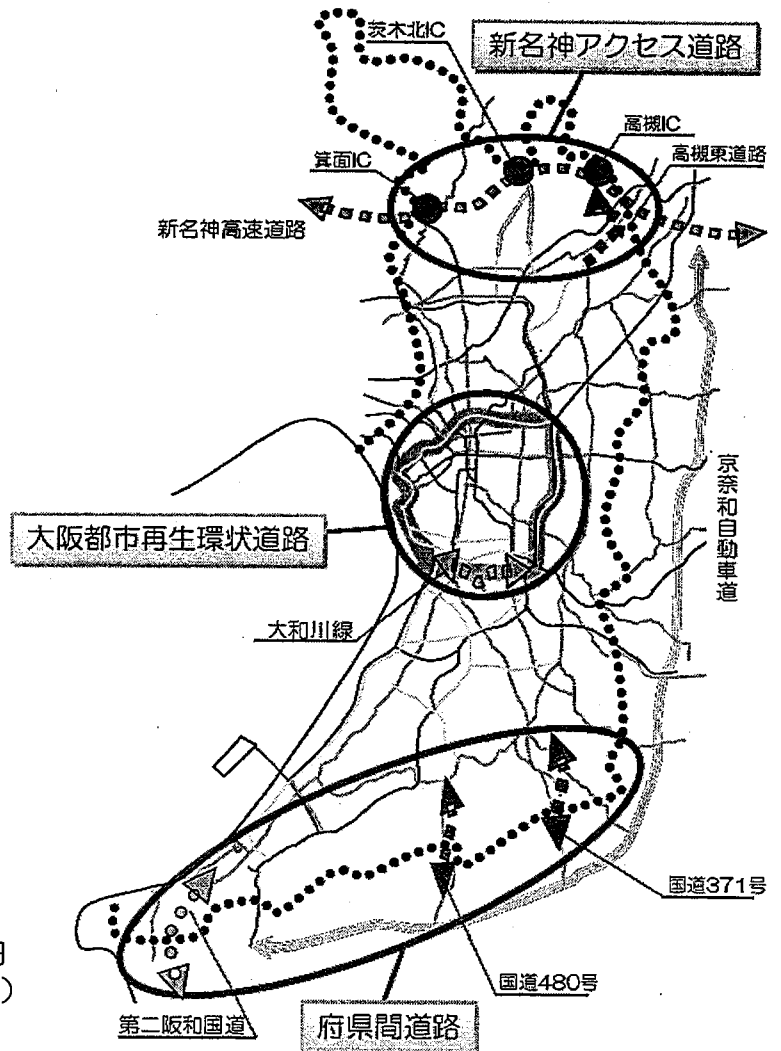 茨木北IC
新名神アクセス道路
高槻IC
箕面IC
高槻東道路
新名神高速道路
京奈和自動車道
大阪都市再生環状道路
大和川線
国道371号
国道480号
)
第二阪和国道
府県間道路